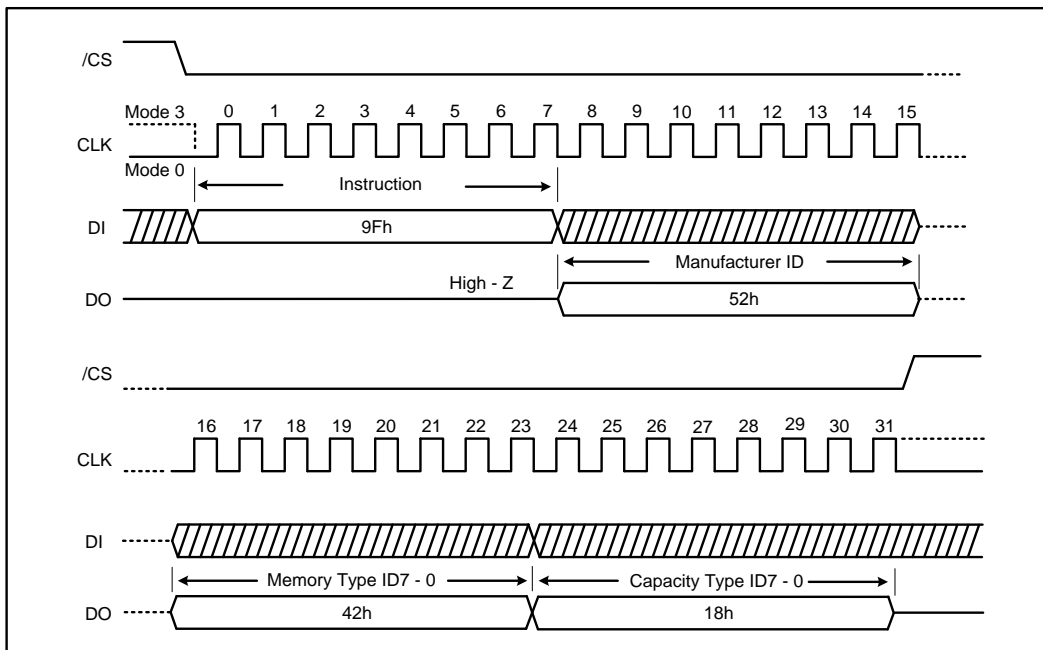 /CS
Mode 3 0 1 2 3 4 5 6 7 8 9 10 11 12 13 14 15
CLK
Mode 0
Instruction
DI 9Fh
Manufacturer ID
High - Z
DO 52h
/CS
16 17 18 19 20 21 22 23 24 25 26 27 28 29 30 31
CLK
DI
Memory Type ID7 - 0 Capacity Type ID7 - 0
DO 42h 18h